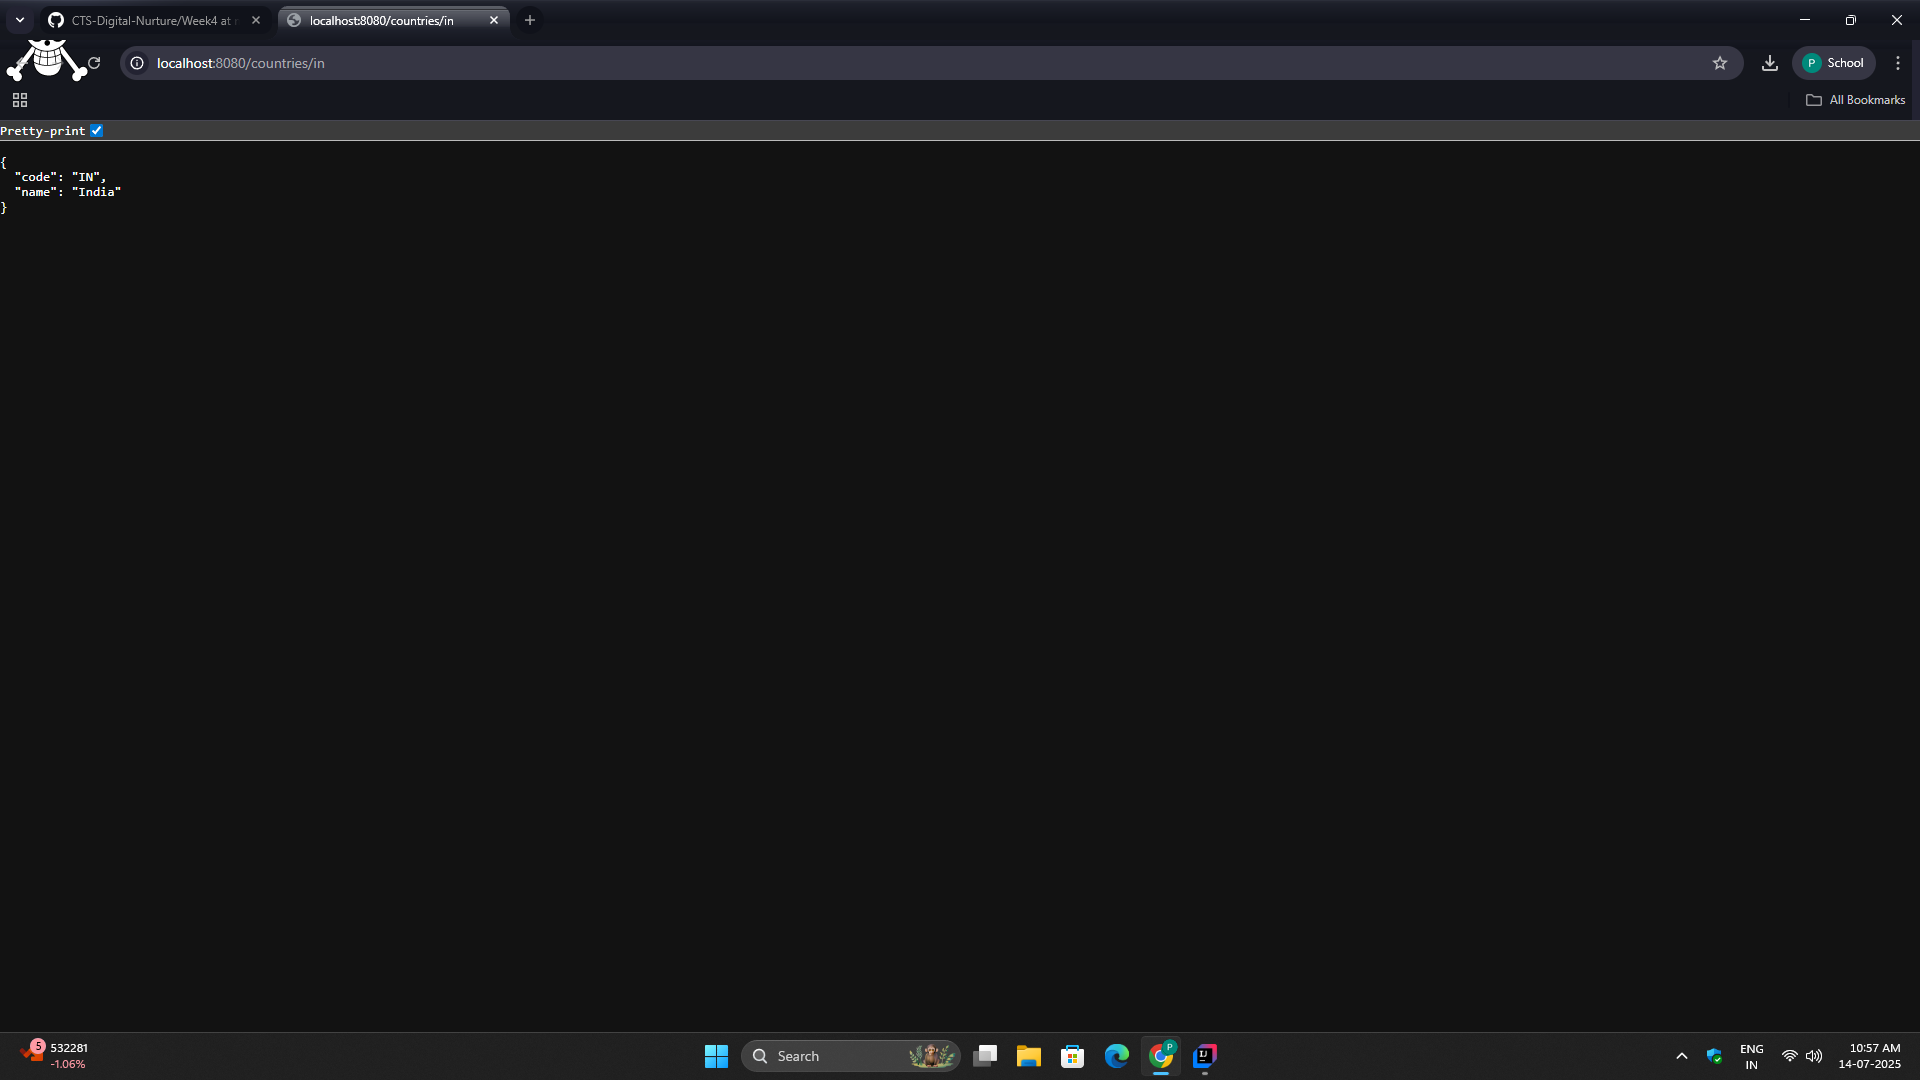 CTS-Digital-Nurture/Week4 at
localhost:8080/countries/in
localhost:8080/countries/in
P School
All Bookmarks
Pretty-print
{
  "code": "IN",
  "name": "India"
}
5
532281
-1.06%
Search
P
IJ
ENG
IN
10:57 AM
14-07-2025